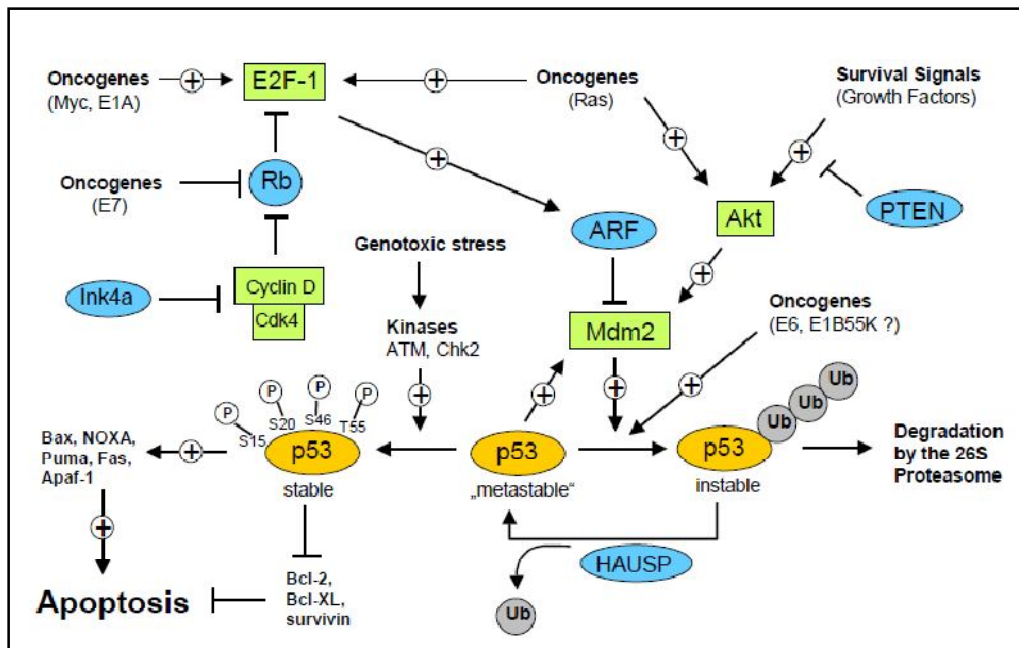 Oncogenes
(Myc, E1A)
+
E2F-1
+
Oncogenes
(Ras)
Survival Signals
(Growth Factors)
+
+
+
Oncogenes
(E7)
Rb
PTEN
ARF
Akt
Genotoxic stress
Ink4a
Cyclin D
Cdk4
+
Oncogenes
(E6, E1B55K ?)
Kinases
ATM, Chk2
Mdm2
+
+
+
+
P
P
P
P
S15
S20
S46
T55
Ub
Ub
Ub
Bax, NOXA,
Puma, Fas,
Apaf-1
+
p53
stable
p53
„metastable“
p53
instable
Degradation
by the 26S
Proteasome
+
HAUSP
Apoptosis
Bcl-2,
Bcl-XL,
survivin
Ub